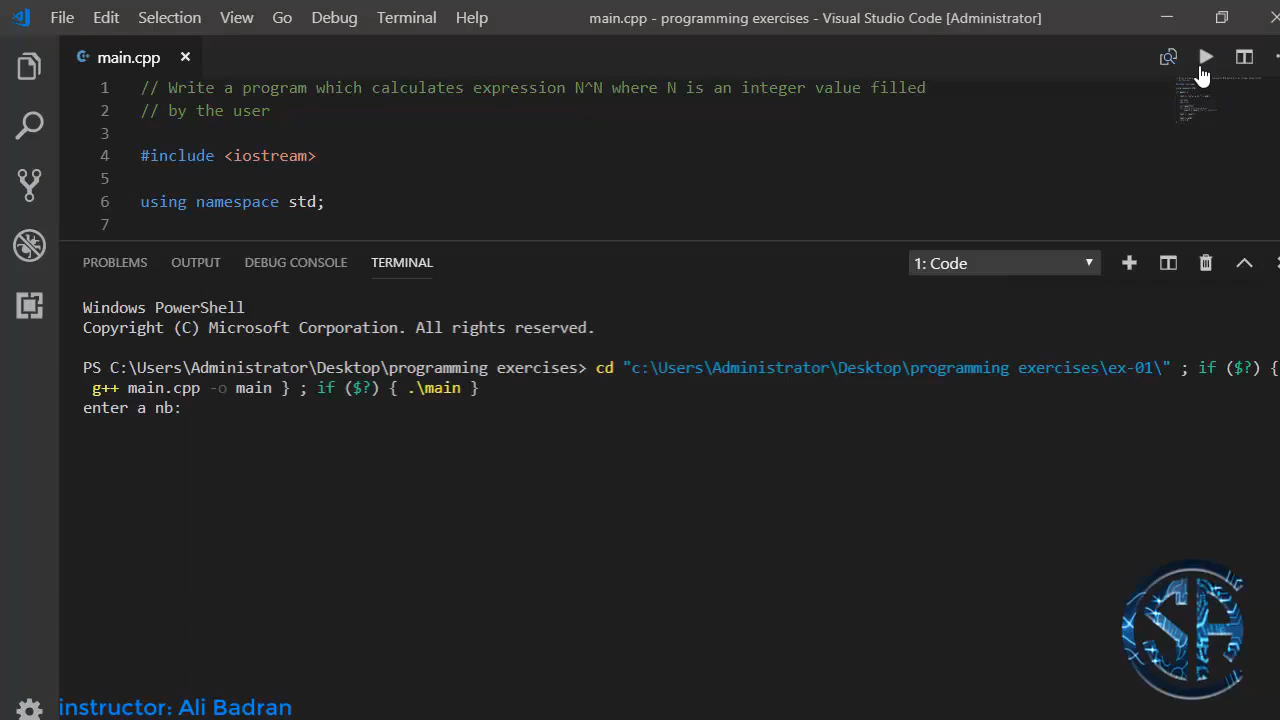 File Edit Selection View Go Debug Terminal Help main.cpp - programming exercises - Visual Studio Code [Administrator]
main.cpp
1 // Write a program which calculates expression N^N where N is an integer value filled
2 // by the user
3
4 #include <iostream>
5
6 using namespace std;
7
PROBLEMS OUTPUT DEBUG CONSOLE TERMINAL 1: Code
Windows PowerShell
Copyright (C) Microsoft Corporation. All rights reserved.
PS C:\Users\Administrator\Desktop\programming exercises> cd "c:\Users\Administrator\Desktop\programming exercises\ex-01\" ; if ($?) {
g++ main.cpp -o main } ; if ($?) { .\main }
enter a nb:
instructor: Ali Badran